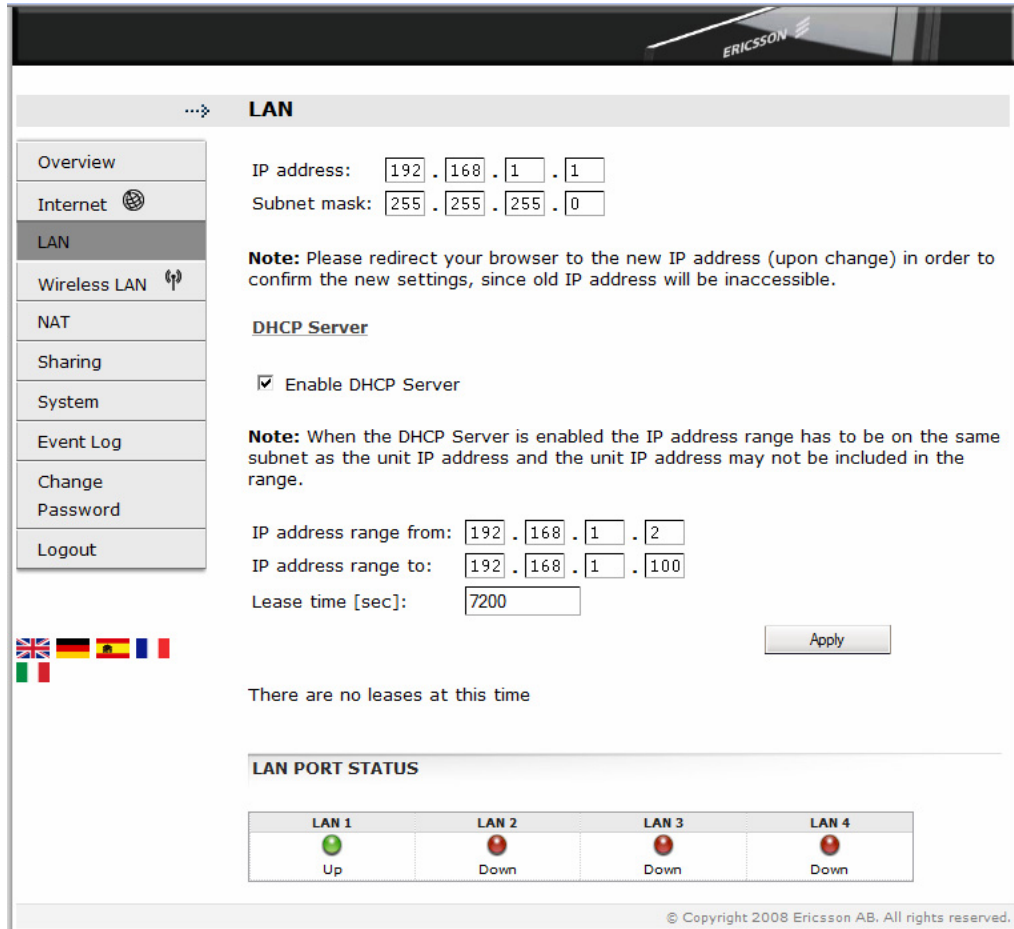 ERICSSON
LAN
Overview
Internet
LAN
Wireless LAN
NAT
Sharing
System
Event Log
Change
Password
Logout
IP address: 192 . 168 . 1 . 1
Subnet mask: 255 . 255 . 255 . 0
Note: Please redirect your browser to the new IP address (upon change) in order to
confirm the new settings, since old IP address will be inaccessible.
DHCP Server
Enable DHCP Server
Note: When the DHCP Server is enabled the IP address range has to be on the same
subnet as the unit IP address and the unit IP address may not be included in the
range.
IP address range from: 192 . 168 . 1 . 2
IP address range to: 192 . 168 . 1 . 100
Lease time [sec]: 7200
Apply
There are no leases at this time
LAN PORT STATUS
LAN 1 LAN 2 LAN 3 LAN 4
Up Down Down Down
© Copyright 2008 Ericsson AB. All rights reserved.